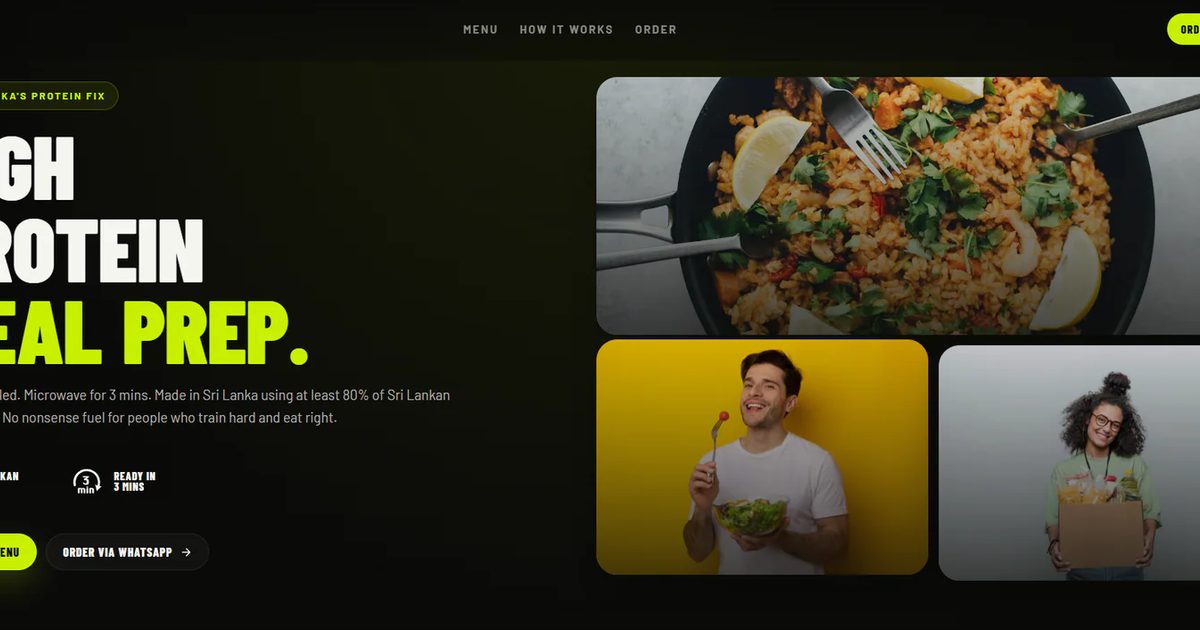 MENU HOW IT WORKS ORDER
ORD
KA'S PROTEIN FIX
GH
ROTEIN
EAL PREP.
led. Microwave for 3 mins. Made in Sri Lanka using at least 80% of Sri Lankan
No nonsense fuel for people who train hard and eat right.
KAN
3
min
READY IN
3 MINS
ENU
ORDER VIA WHATSAPP →